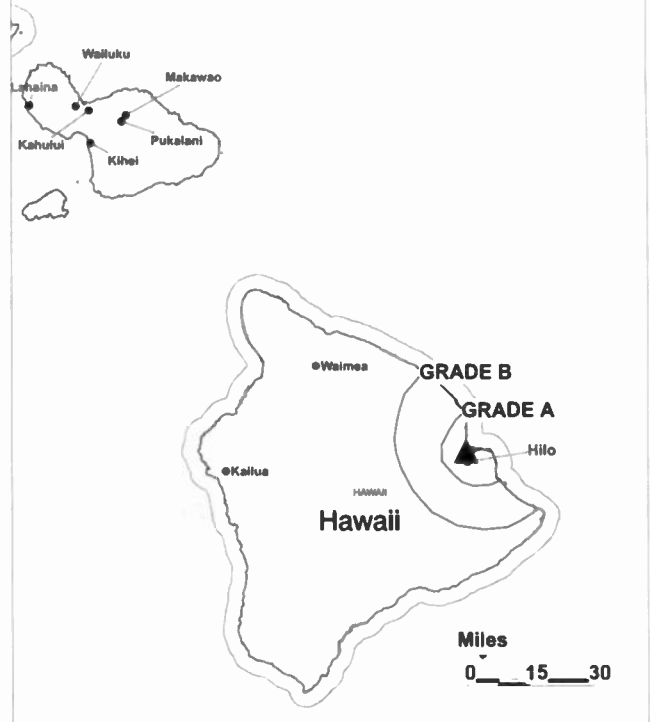 Wailuku
Makawao
Lahaina
Kahului
Pukalani
Kihei
Waimea
GRADE B
GRADE A
Hilo
Kailua
HAWAII
Hawaii
Miles
0 15 30